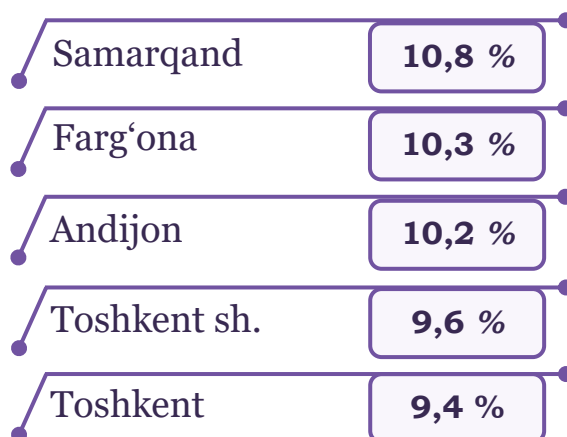 Samarqand 10,8 %
Farg‘ona 10,3 %
Andijon 10,2 %
Toshkent sh. 9,6 %
Toshkent 9,4 %